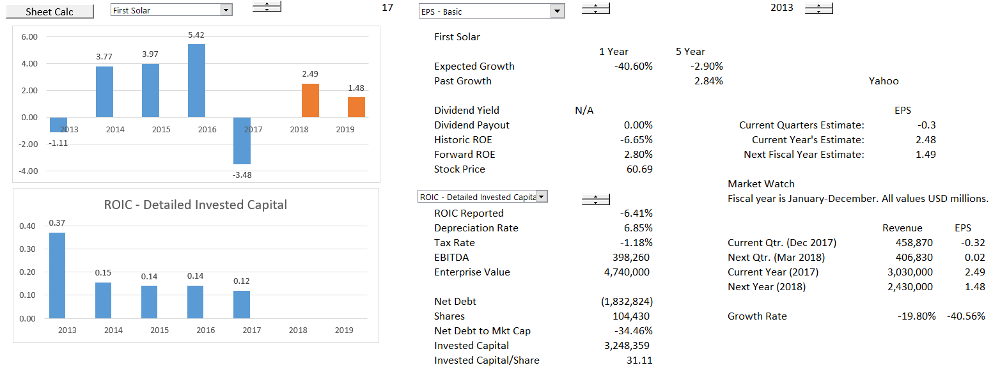 Sheet Calc
First Solar
17
EPS - Basic
2013
6.00
4.00
2.00
0.00
-2.00
-4.00
-1.11
3.77
3.97
5.42
-3.48
2.49
1.48
2013 2014 2015 2016 2017 2018 2019
ROIC - Detailed Invested Capital
0.40
0.30
0.20
0.10
0.00
0.37
0.15
0.14
0.14
0.12
2013 2014 2015 2016 2017 2018 2019
First Solar
1 Year 5 Year
Expected Growth -40.60% -2.90%
Past Growth 2.84%
Dividend Yield N/A
Dividend Payout 0.00%
Historic ROE -6.65%
Forward ROE 2.80%
Stock Price 60.69
ROIC - Detailed Invested Capita
ROIC Reported -6.41%
Depreciation Rate 6.85%
Tax Rate -1.18%
EBITDA 398,260
Enterprise Value 4,740,000
Net Debt (1,832,824)
Shares 104,430
Net Debt to Mkt Cap -34.46%
Invested Capital 3,248,359
Invested Capital/Share 31.11
Yahoo
EPS
Current Quarters Estimate: -0.3
Current Year's Estimate: 2.48
Next Fiscal Year Estimate: 1.49
Market Watch
Fiscal year is January-December. All values USD millions.
Revenue EPS
Current Qtr. (Dec 2017) 458,870 -0.32
Next Qtr. (Mar 2018) 406,830 0.02
Current Year (2017) 3,030,000 2.49
Next Year (2018) 2,430,000 1.48
Growth Rate -19.80% -40.56%